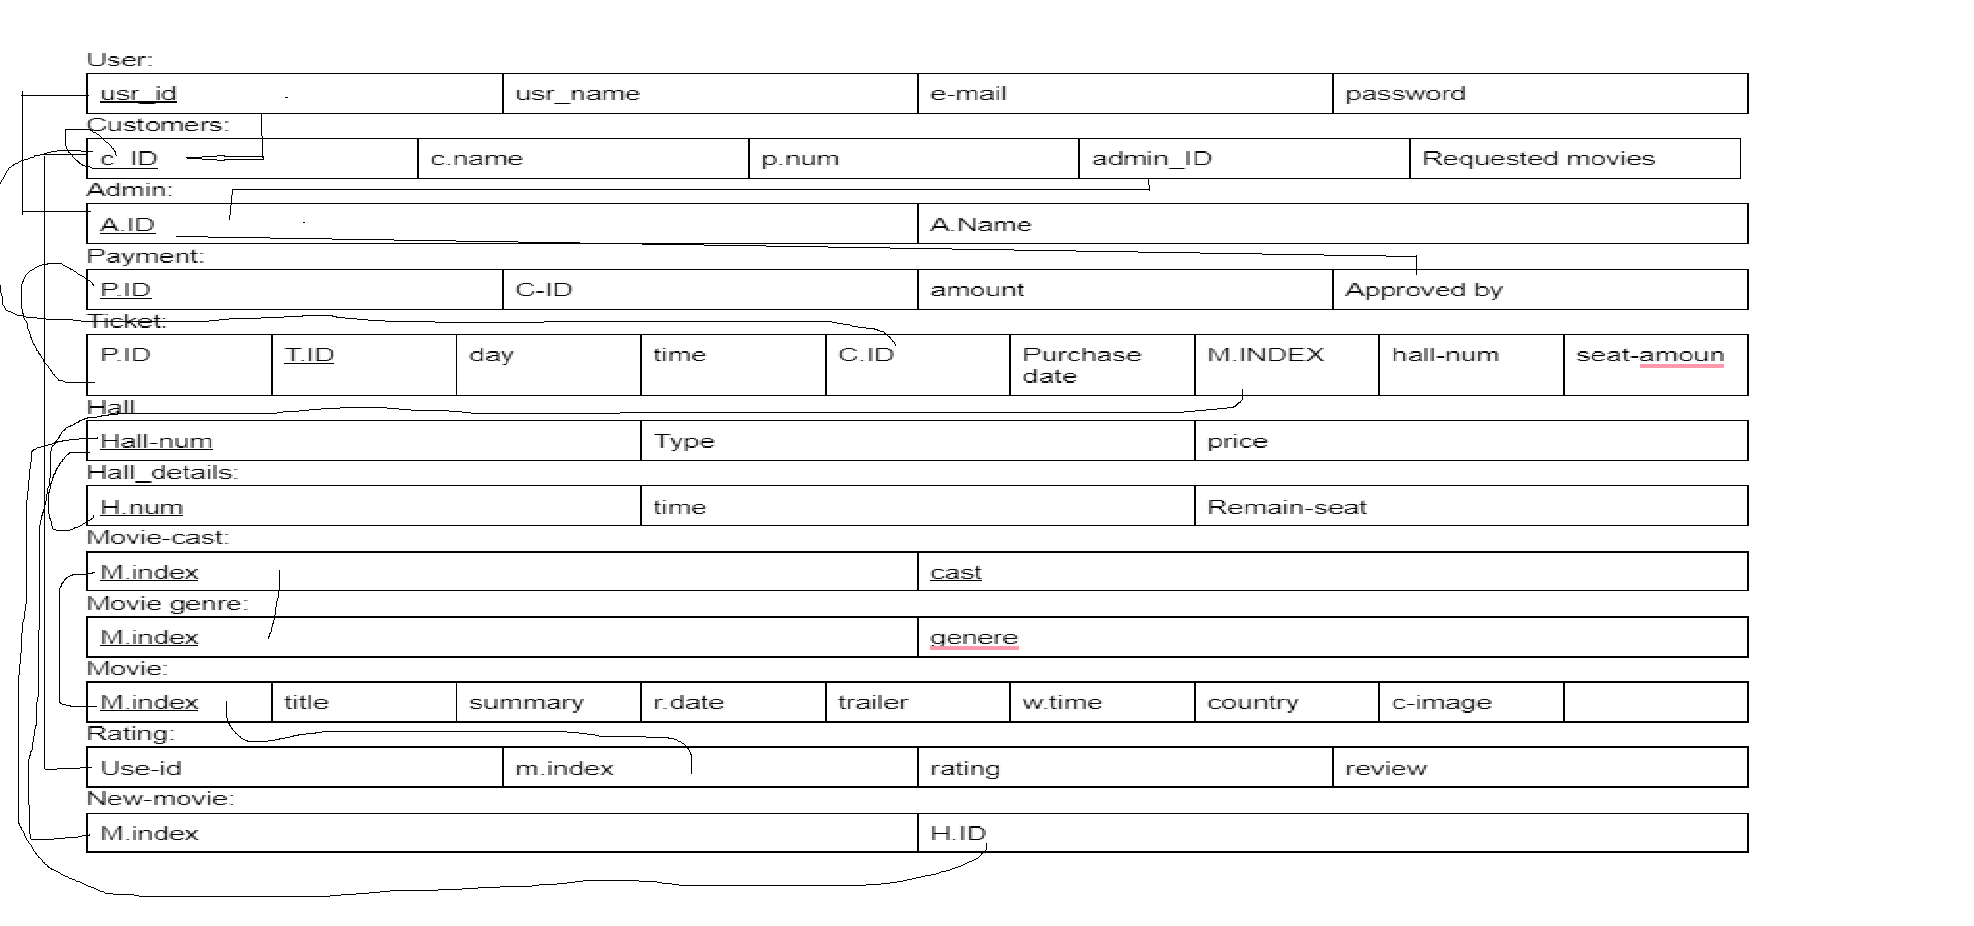 User:
usr_id usr_name e-mail password
Customers:
c_ID c.name p.num admin_ID Requested movies
Admin:
A.ID A.Name
Payment:
P.ID C-ID amount Approved by
Ticket:
P.ID T.ID day time C.ID Purchase date M.INDEX hall-num seat-amoun
Hall
Hall-num Type price
Hall_details:
H.num time Remain-seat
Movie-cast:
M.index cast
Movie genre:
M.index genere
Movie:
M.index title summary r.date trailer w.time country c-image
Rating:
Use-id m.index rating review
New-movie:
M.index H.ID